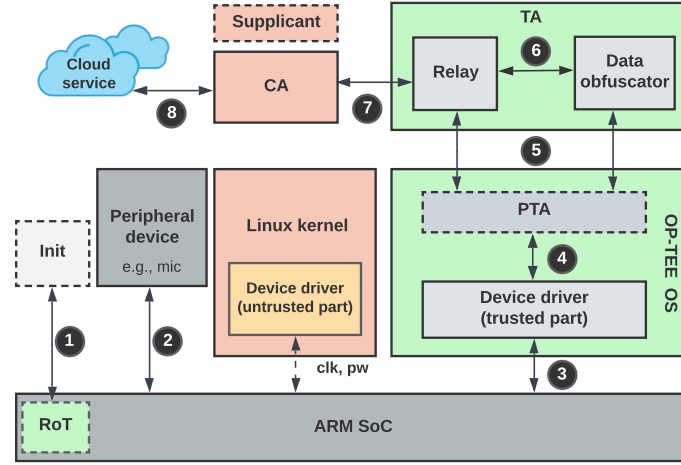 Supplicant
TA
Cloud
service
CA
Relay
6
Data
obfuscator
8
7
5
Peripheral
device
e.g., mic
Linux kernel
PTA
OP-TEE OS
Init
4
Device driver
(untrusted part)
Device driver
(trusted part)
1
2
clk, pw
3
RoT
ARM SoC